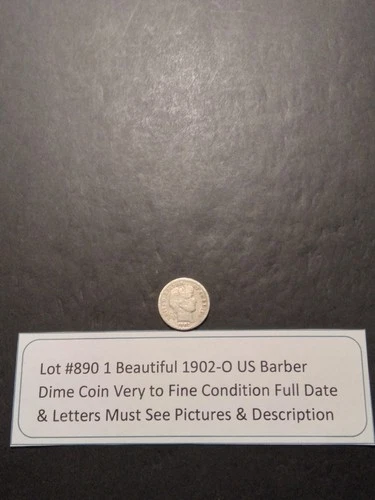 Lot #890 1 Beautiful 1902-O US Barber
Dime Coin Very to Fine Condition Full Date
& Letters Must See Pictures & Description